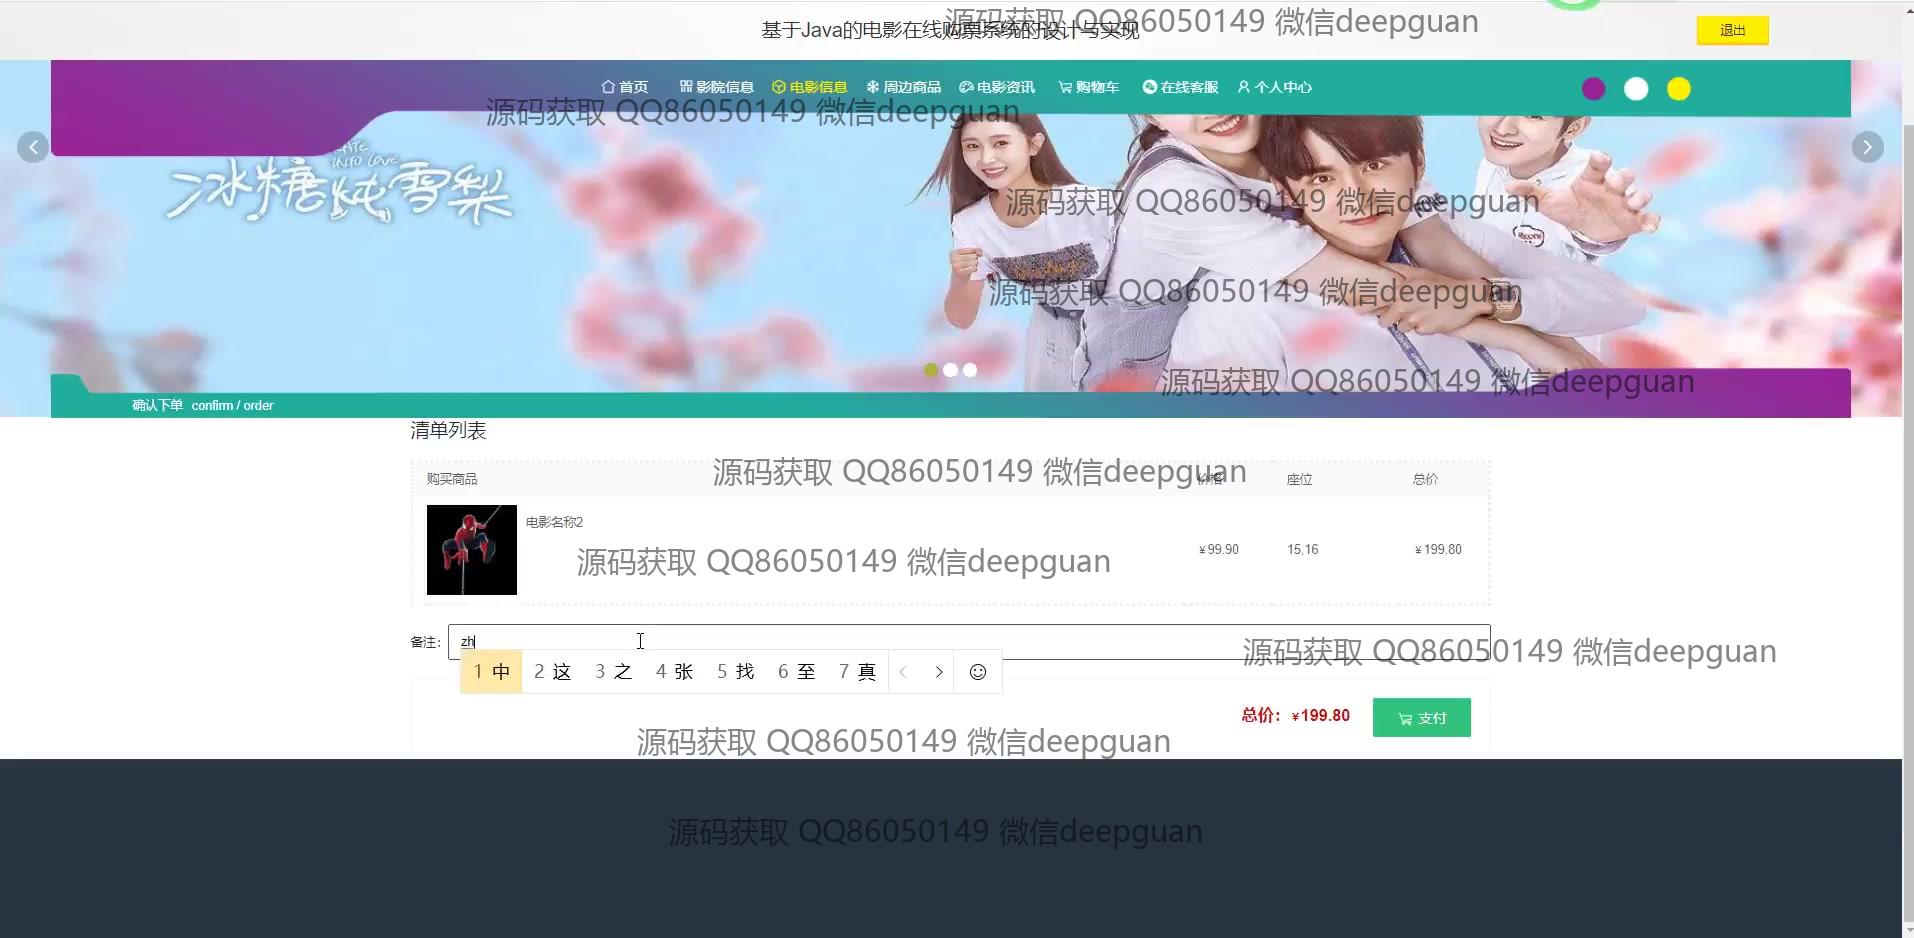 基于Java的电影在线购票系统的设计与实现
源码获取 QQ86050149 微信deepguan
退出
首页 影院信息 电影信息 周边商品 电影资讯 购物车 在线客服 个人中心
源码获取 QQ86050149 微信deepguan
冰糖炖雪梨
源码获取 QQ86050149 微信deepguan
源码获取 QQ86050149 微信deepguan
源码获取 QQ86050149 微信deepguan
确认下单 confirm / order
清单列表
源码获取 QQ86050149 微信deepguan
购买商品 价格 座位 总价
电影名称2
¥99.90 15,16 ¥199.80
源码获取 QQ86050149 微信deepguan
备注: zh
源码获取 QQ86050149 微信deepguan
1 中 2 这 3 之 4 张 5 找 6 至 7 真
总价：¥199.80 支付
源码获取 QQ86050149 微信deepguan
源码获取 QQ86050149 微信deepguan